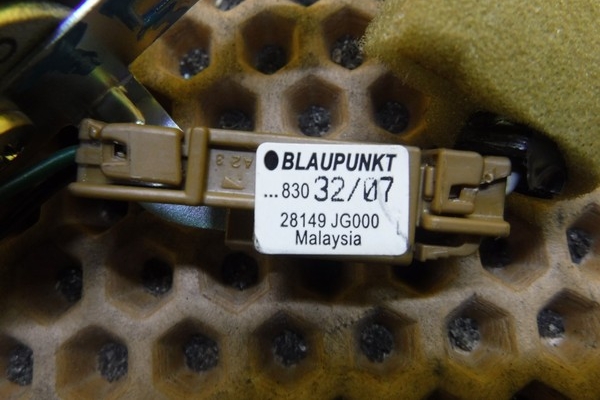 BLAUPUNKT
...830 32/07
28149 JG000
Malaysia